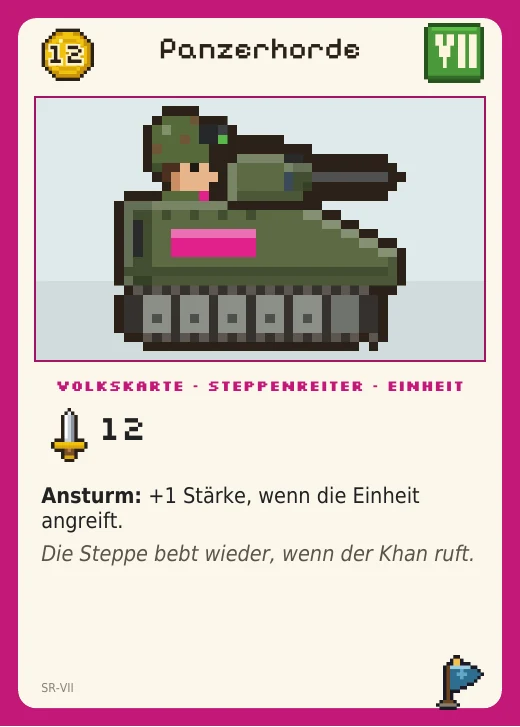 12
Panzerhorde
VII
VOLKSKARTE - STEPPENREITER - EINHEIT
12
Ansturm: +1 Stärke, wenn die Einheit
angreift.
Die Steppe bebt wieder, wenn der Khan ruft.
SR-VII